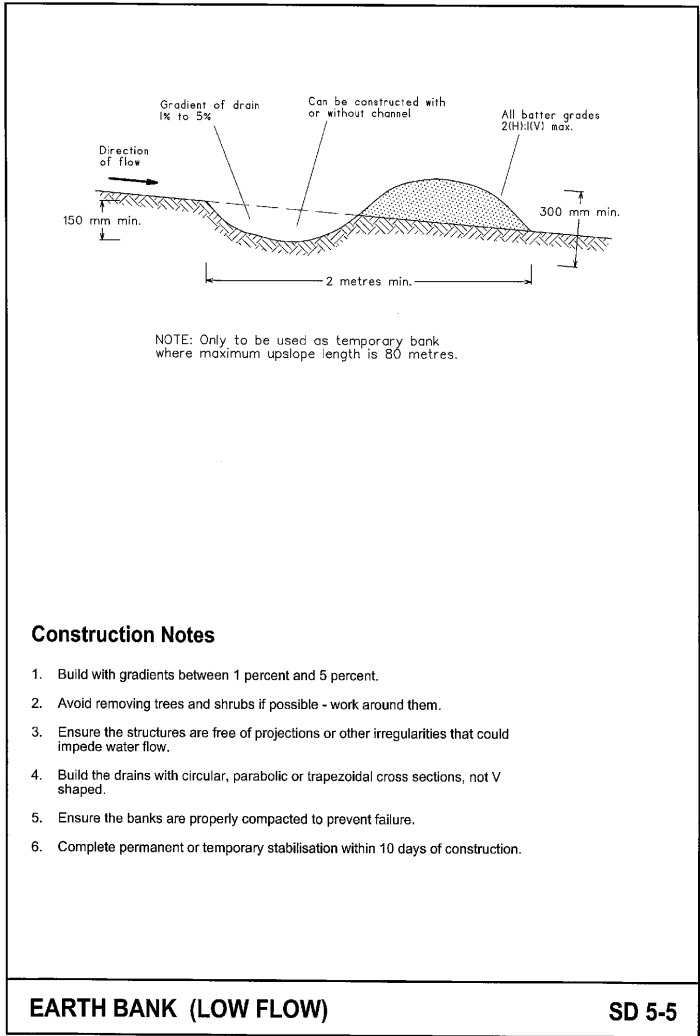 Gradient of drain
1% to 5%
Can be constructed with
or without channel
All batter grades
2(H):1(V) max.
Direction
of flow
150 mm min.
300 mm min.
2 metres min.
NOTE: Only to be used as temporary bank
where maximum upslope length is 80 metres.
Construction Notes
1. Build with gradients between 1 percent and 5 percent.
2. Avoid removing trees and shrubs if possible - work around them.
3. Ensure the structures are free of projections or other irregularities that could
impede water flow.
4. Build the drains with circular, parabolic or trapezoidal cross sections, not V
shaped.
5. Ensure the banks are properly compacted to prevent failure.
6. Complete permanent or temporary stabilisation within 10 days of construction.
EARTH BANK (LOW FLOW)
SD 5-5